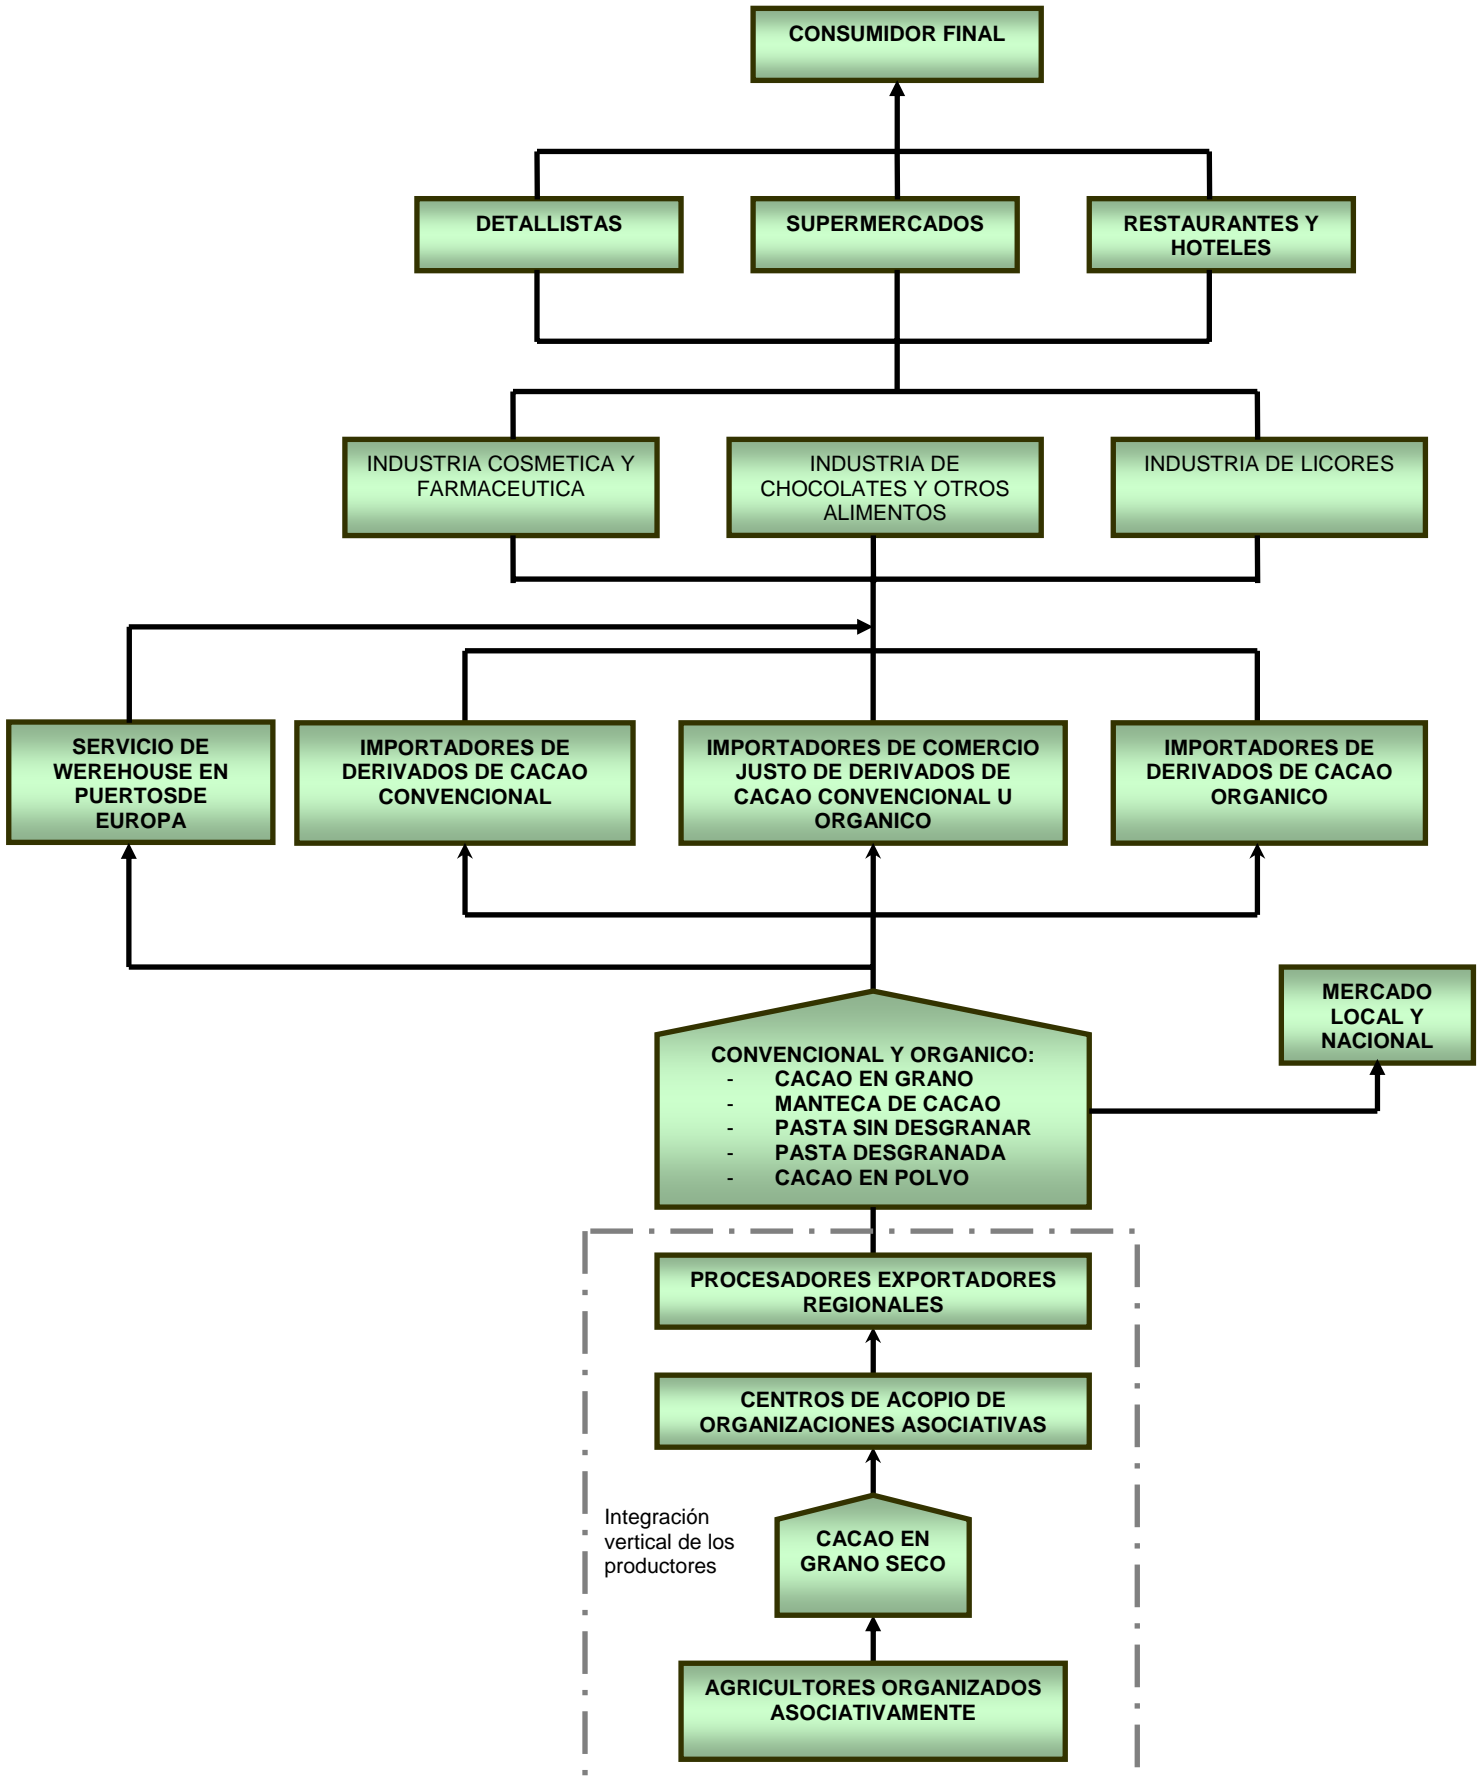 CONSUMIDOR FINAL
DETALLISTAS
SUPERMERCADOS
RESTAURANTES Y
HOTELES
INDUSTRIA COSMETICA Y
FARMACEUTICA
INDUSTRIA DE
CHOCOLATES Y OTROS
ALIMENTOS
INDUSTRIA DE LICORES
SERVICIO DE
WEREHOUSE EN
PUERTOSDE
EUROPA
IMPORTADORES DE
DERIVADOS DE CACAO
CONVENCIONAL
IMPORTADORES DE COMERCIO
JUSTO DE DERIVADOS DE
CACAO CONVENCIONAL U
ORGANICO
IMPORTADORES DE
DERIVADOS DE CACAO
ORGANICO
MERCADO
LOCAL Y
NACIONAL
CONVENCIONAL Y ORGANICO:
- CACAO EN GRANO
- MANTECA DE CACAO
- PASTA SIN DESGRANAR
- PASTA DESGRANADA
- CACAO EN POLVO
PROCESADORES EXPORTADORES
REGIONALES
CENTROS DE ACOPIO DE
ORGANIZACIONES ASOCIATIVAS
Integración
vertical de los
productores
CACAO EN
GRANO SECO
AGRICULTORES ORGANIZADOS
ASOCIATIVAMENTE